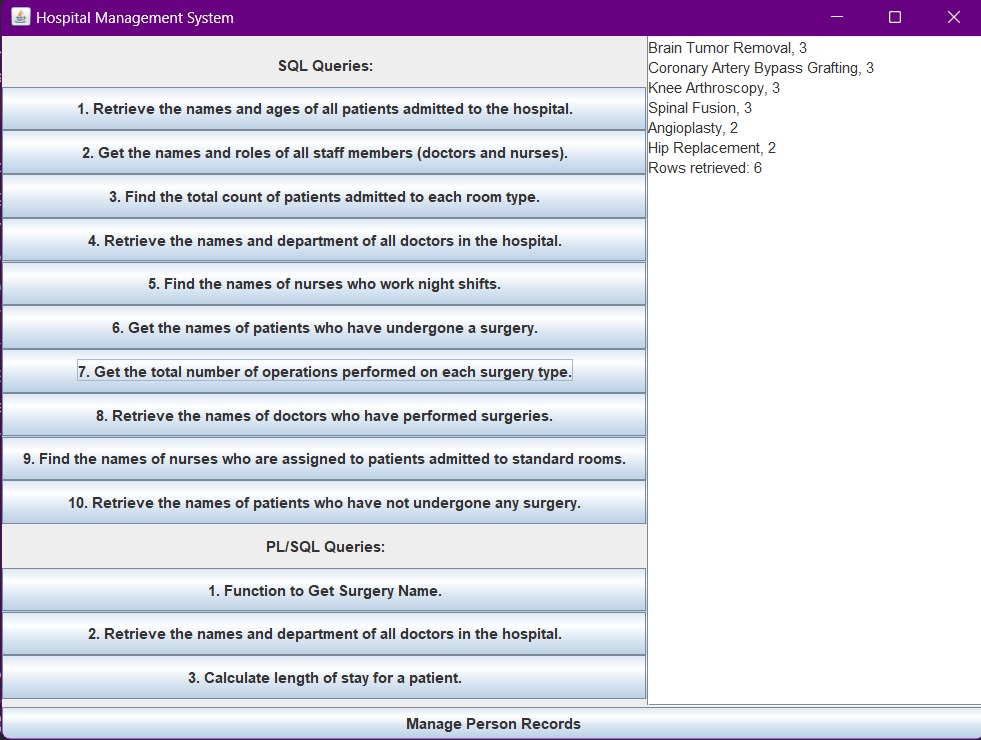 Hospital Management System
SQL Queries:
1. Retrieve the names and ages of all patients admitted to the hospital.
2. Get the names and roles of all staff members (doctors and nurses).
3. Find the total count of patients admitted to each room type.
4. Retrieve the names and department of all doctors in the hospital.
5. Find the names of nurses who work night shifts.
6. Get the names of patients who have undergone a surgery.
7. Get the total number of operations performed on each surgery type.
8. Retrieve the names of doctors who have performed surgeries.
9. Find the names of nurses who are assigned to patients admitted to standard rooms.
10. Retrieve the names of patients who have not undergone any surgery.
PL/SQL Queries:
1. Function to Get Surgery Name.
2. Retrieve the names and department of all doctors in the hospital.
3. Calculate length of stay for a patient.
Brain Tumor Removal, 3
Coronary Artery Bypass Grafting, 3
Knee Arthroscopy, 3
Spinal Fusion, 3
Angioplasty, 2
Hip Replacement, 2
Rows retrieved: 6
Manage Person Records